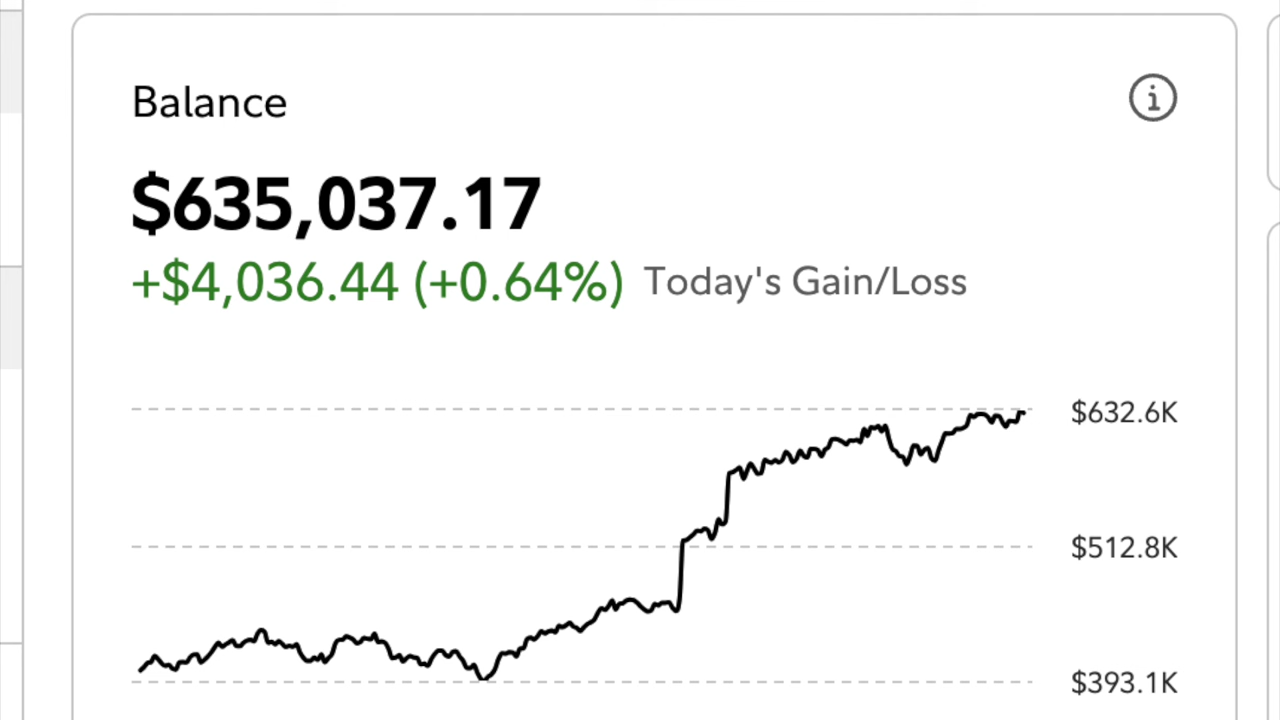 Balance
$635,037.17
+$4,036.44 (+0.64%) Today's Gain/Loss
$632.6K
$512.8K
$393.1K